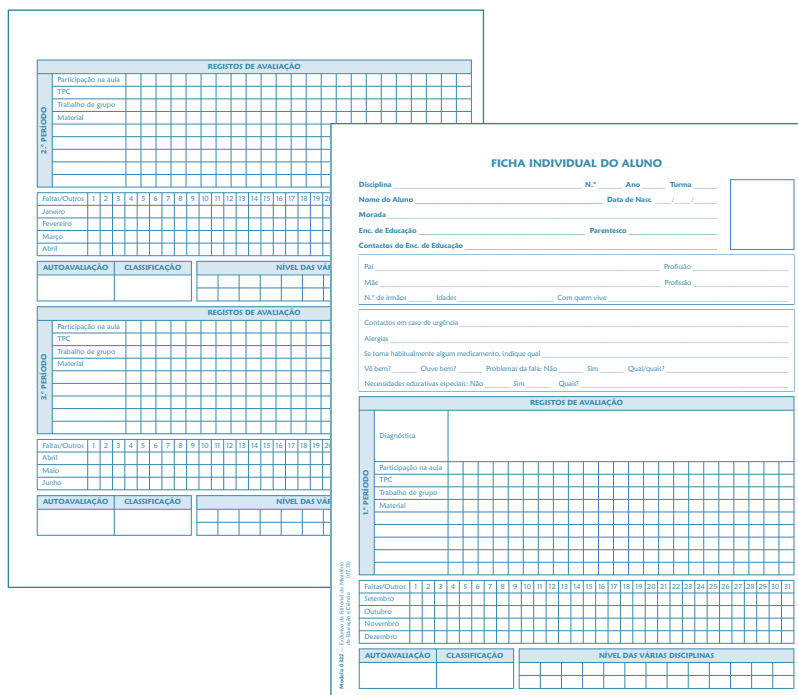 REGISTOS DE AVALIAÇÃO
2.º PERÍODO
Participação na aula
TPC
Trabalho de grupo
Material
Faltas/Outros 1 2 3 4 5 6 7 8 9 10 11 12 13 14 15 16 17 18 19
Janeiro
Fevereiro
Março
Abril
AUTOAVALIAÇÃO CLASSIFICAÇÃO NÍVEL DAS
REGISTOS DE AVALIAÇÃO
3.º PERÍODO
Participação na aula
TPC
Trabalho de grupo
Material
Faltas/Outros 1 2 3 4 5 6 7 8 9 10 11 12 13 14 15 16 17 18 19
Abril
Maio
Junho
AUTOAVALIAÇÃO CLASSIFICAÇÃO NÍVEL DAS
FICHA INDIVIDUAL DO ALUNO
Disciplina N.º Ano Turma
Nome do Aluno Data de Nasc. / /
Morada
Enc. de Educação Parentesco
Contactos do Enc. de Educação
Pai Profissão
Mãe Profissão
N.º de irmãos Idades Com quem vive
Contactos em caso de urgência
Alergias
Se toma habitualmente algum medicamento, indique qual
Vê bem? Ouve bem? Problemas da fala: Não Sim Qual/quais?
Necessidades educativas especiais: Não Sim Quais?
REGISTOS DE AVALIAÇÃO
1.º PERÍODO
Diagnóstica
Participação na aula
TPC
Trabalho de grupo
Material
Faltas/Outros 1 2 3 4 5 6 7 8 9 10 11 12 13 14 15 16 17 18 19 20 21 22 23 24 25 26 27 28 29 30 31
Setembro
Outubro
Novembro
Dezembro
AUTOAVALIAÇÃO CLASSIFICAÇÃO NÍVEL DAS VÁRIAS DISCIPLINAS
Modelo 0322 — Exclusivo da Editorial do Ministério
da Educação e Ciência